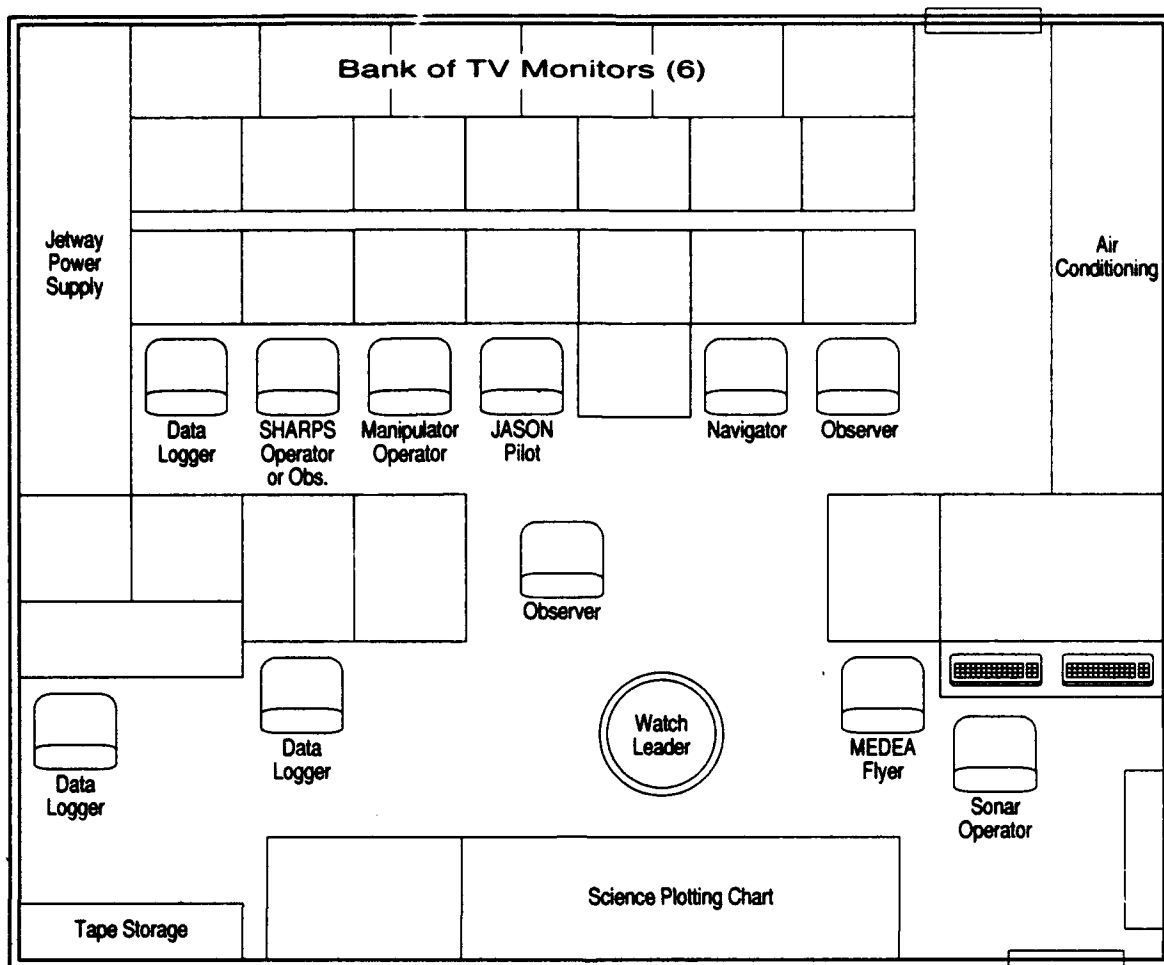 Bank of TV Monitors (6)
Jetway
Power
Supply
Air
Conditioning
Data
Logger
SHARPS
Operator
or Obs.
Manipulator
Operator
JASON
Pilot
Navigator
Observer
Observer
Data
Logger
Data
Logger
Watch
Leader
MEDEA
Flyer
Sonar
Operator
Science Plotting Chart
Tape Storage